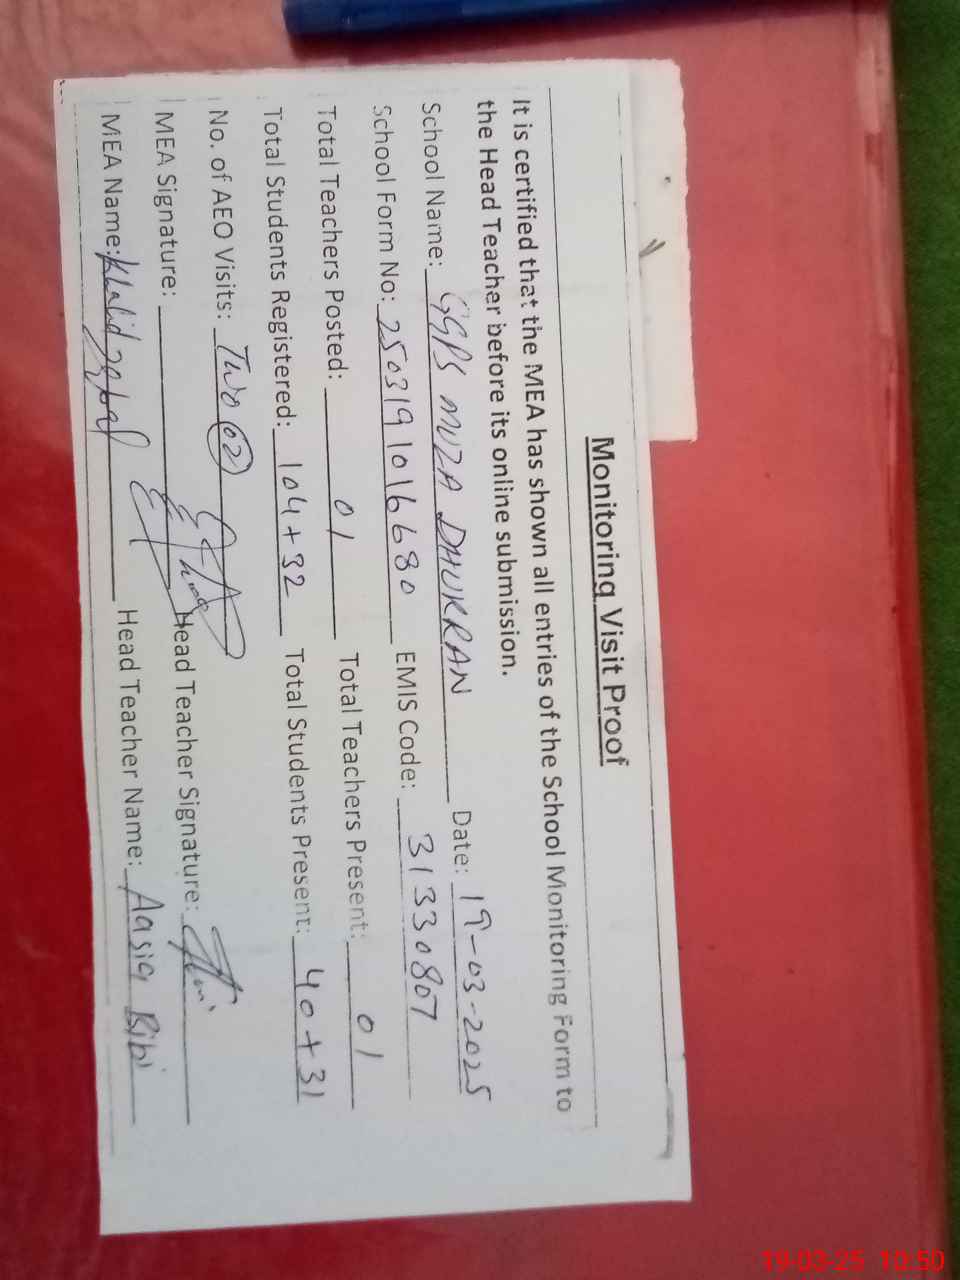 Monitoring Visit Proof
It is certified that the MEA has shown all entries of the School Monitoring Form to
the Head Teacher before its online submission.
School Name: GGPS MUZA DHUKRAN Date: 19-03-2025
School Form No: 2503191016680 EMIS Code: 31330807
Total Teachers Posted: 01 Total Teachers Present: 01
Total Students Registered: 104+32 Total Students Present: 40+31
No. of AEO Visits: Two 02
MEA Signature: Head Teacher Signature:
MEA Name: Khalid Iqbal Head Teacher Name: Aasia Bibi
19-03-25 10:50